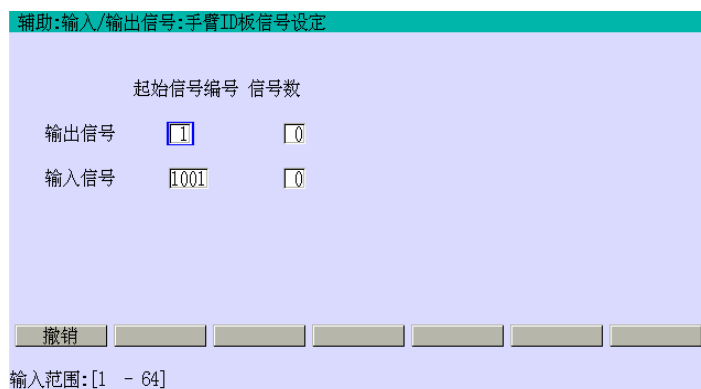 辅助:输入/输出信号:手臂ID板信号设定
起始信号编号 信号数
输出信号 1 0
输入信号 1001 0
撤销
输入范围:[1 - 64]